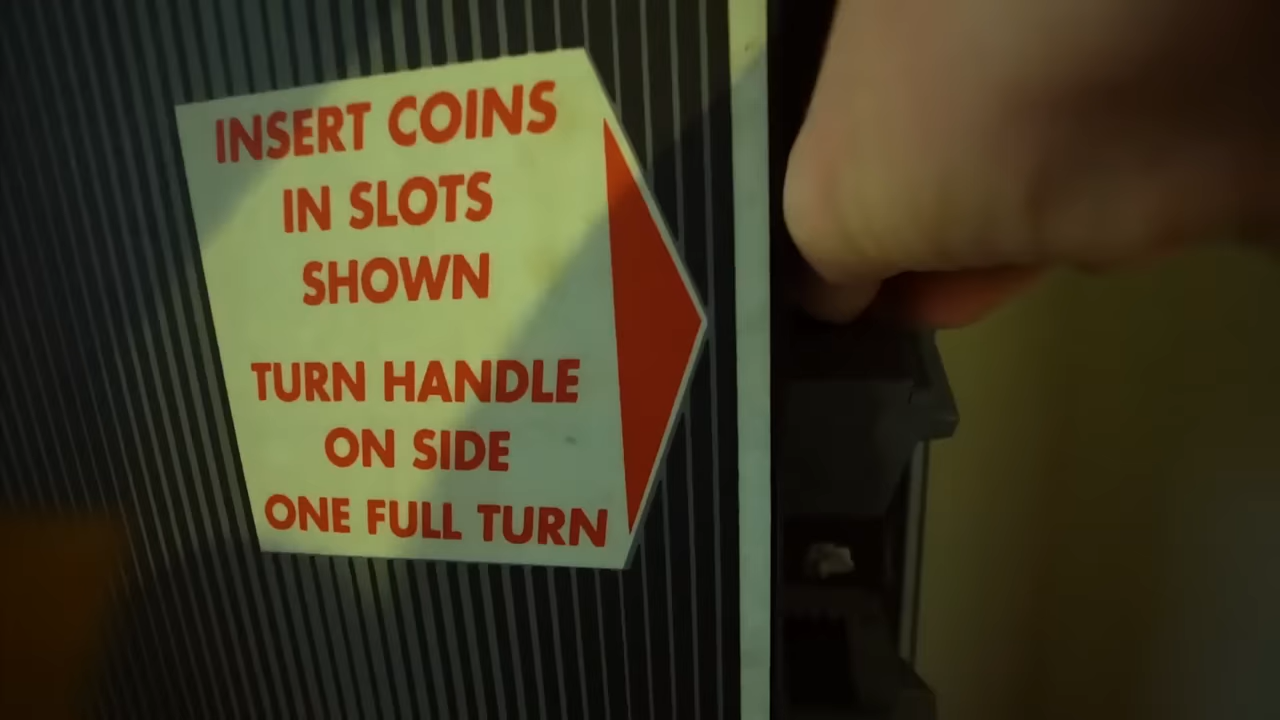 INSERT COINS
IN SLOTS
SHOWN
TURN HANDLE
ON SIDE
ONE FULL TURN